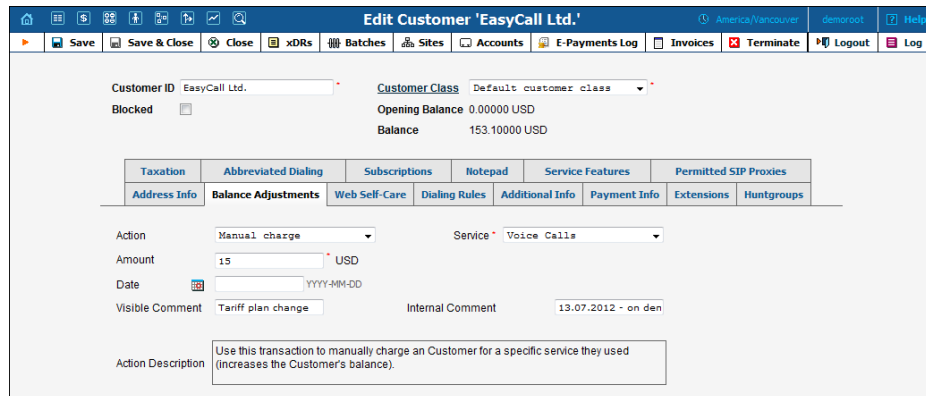 Edit Customer 'EasyCall Ltd.' America/Vancouver demoroot ? Help
Save Save & Close Close xDRs Batches Sites Accounts E-Payments Log Invoices Terminate Logout Log
Customer ID EasyCall Ltd. * Customer Class Default customer class *
Blocked Opening Balance 0.00000 USD
Balance 153.10000 USD
Taxation Abbreviated Dialing Subscriptions Notepad Service Features Permitted SIP Proxies
Address Info Balance Adjustments Web Self-Care Dialing Rules Additional Info Payment Info Extensions Huntgroups
Action Manual charge Service * Voice Calls
Amount 15 * USD
Date YYYY-MM-DD
Visible Comment Tariff plan change Internal Comment 13.07.2012 - on den
Action Description Use this transaction to manually charge an Customer for a specific service they used
(increases the Customer's balance).